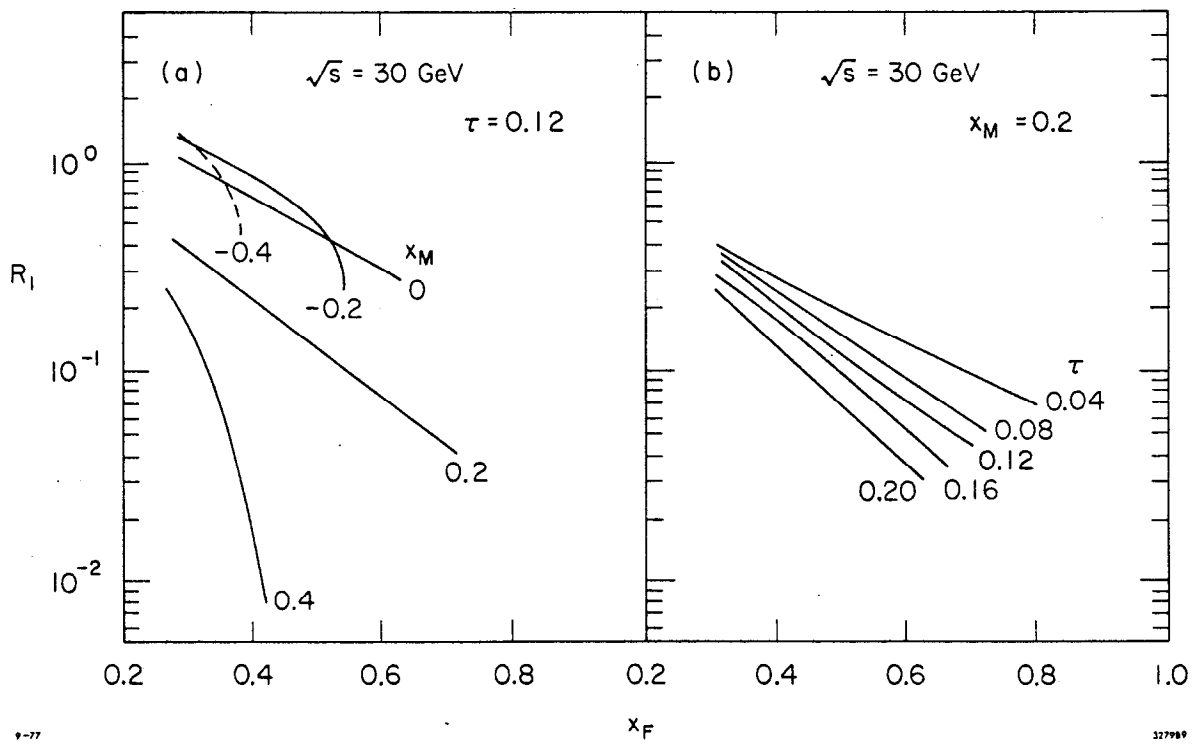 (a) √s = 30 GeV
τ = 0.12
(b) √s = 30 GeV
x_M = 0.2
R_1
10^0
10^-1
10^-2
-0.4
-0.2
x_M
0
0.2
0.4
τ
0.04
0.08
0.12
0.16
0.20
0.2 0.4 0.6 0.8 0.2 0.4 0.6 0.8 1.0
x_F
9-77
3279B9